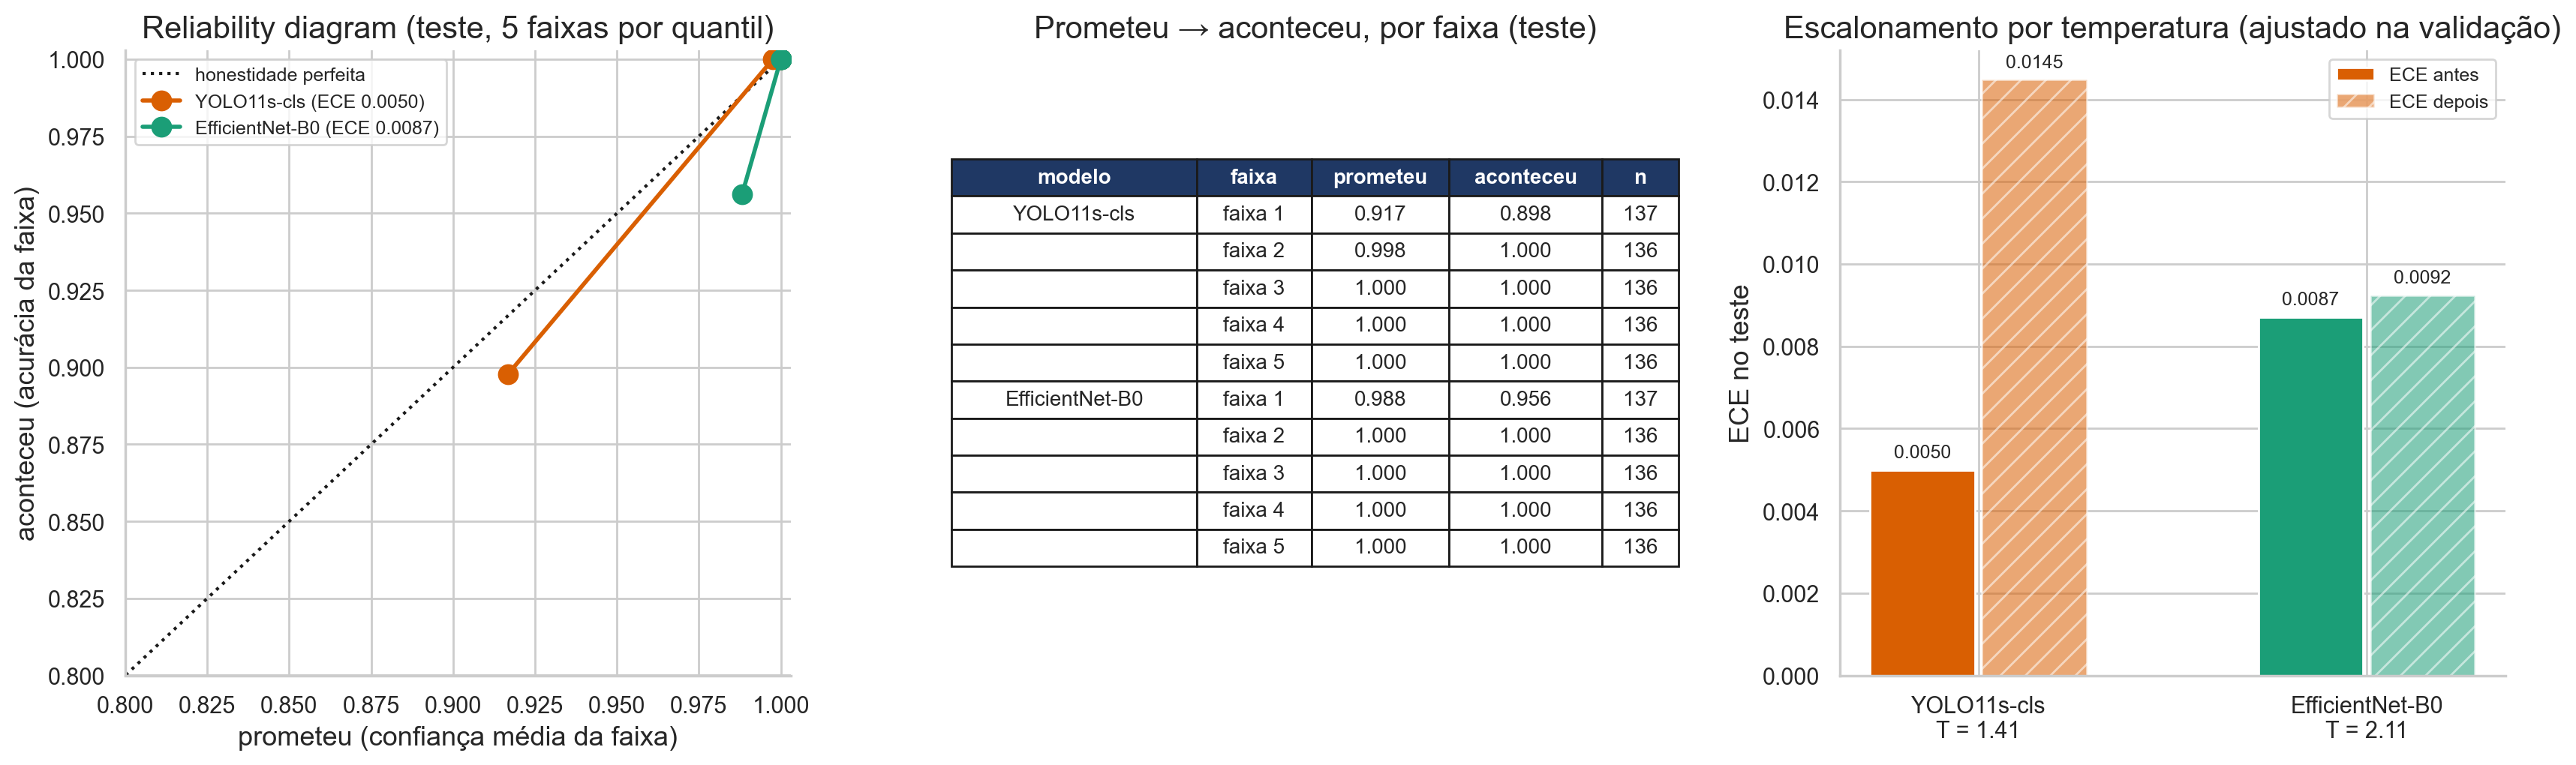 Reliability diagram (teste, 5 faixas por quantil)
1.000
0.975
0.950
0.925
0.900
0.875
0.850
0.825
0.800
aconteceu (acurácia da faixa)
honestidade perfeita
YOLO11s-cls (ECE 0.0050)
EfficientNet-B0 (ECE 0.0087)
0.800 0.825 0.850 0.875 0.900 0.925 0.950 0.975 1.000
prometeu (confiança média da faixa)
Prometeu → aconteceu, por faixa (teste)
modelo faixa prometeu aconteceu n
YOLO11s-cls faixa 1 0.917 0.898 137
faixa 2 0.998 1.000 136
faixa 3 1.000 1.000 136
faixa 4 1.000 1.000 136
faixa 5 1.000 1.000 136
EfficientNet-B0 faixa 1 0.988 0.956 137
faixa 2 1.000 1.000 136
faixa 3 1.000 1.000 136
faixa 4 1.000 1.000 136
faixa 5 1.000 1.000 136
Escalonamento por temperatura (ajustado na validação)
ECE no teste
0.014
0.012
0.010
0.008
0.006
0.004
0.002
0.000
ECE antes
ECE depois
0.0050
0.0145
0.0087
0.0092
YOLO11s-cls
T = 1.41
EfficientNet-B0
T = 2.11